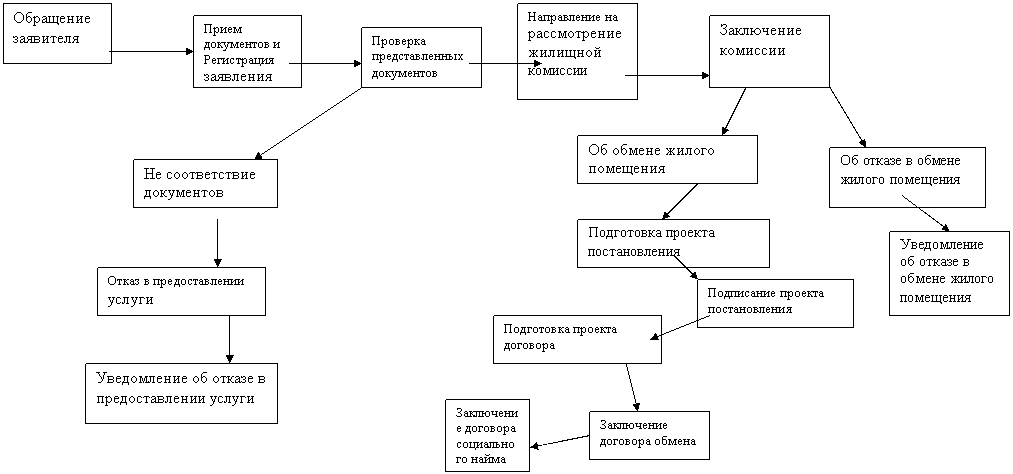 Обращение
заявителя
Прием
документов и
Регистрация
заявления
Проверка
представленных
документов
Направление на
рассмотрение
жилищной
комиссии
Заключение
комиссии
Не соответствие
документов
Отказ в предоставлении
услуги
Уведомление об отказе в
предоставлении услуги
Об обмене жилого
помещения
Об отказе в обмене
жилого помещения
Подготовка проекта
постановления
Уведомление
об отказе в
обмене жилого
помещения
Подписание проекта
постановления
Подготовка проекта
договора
Заключение
договора обмена
Заключени
е договора
социально
го найма